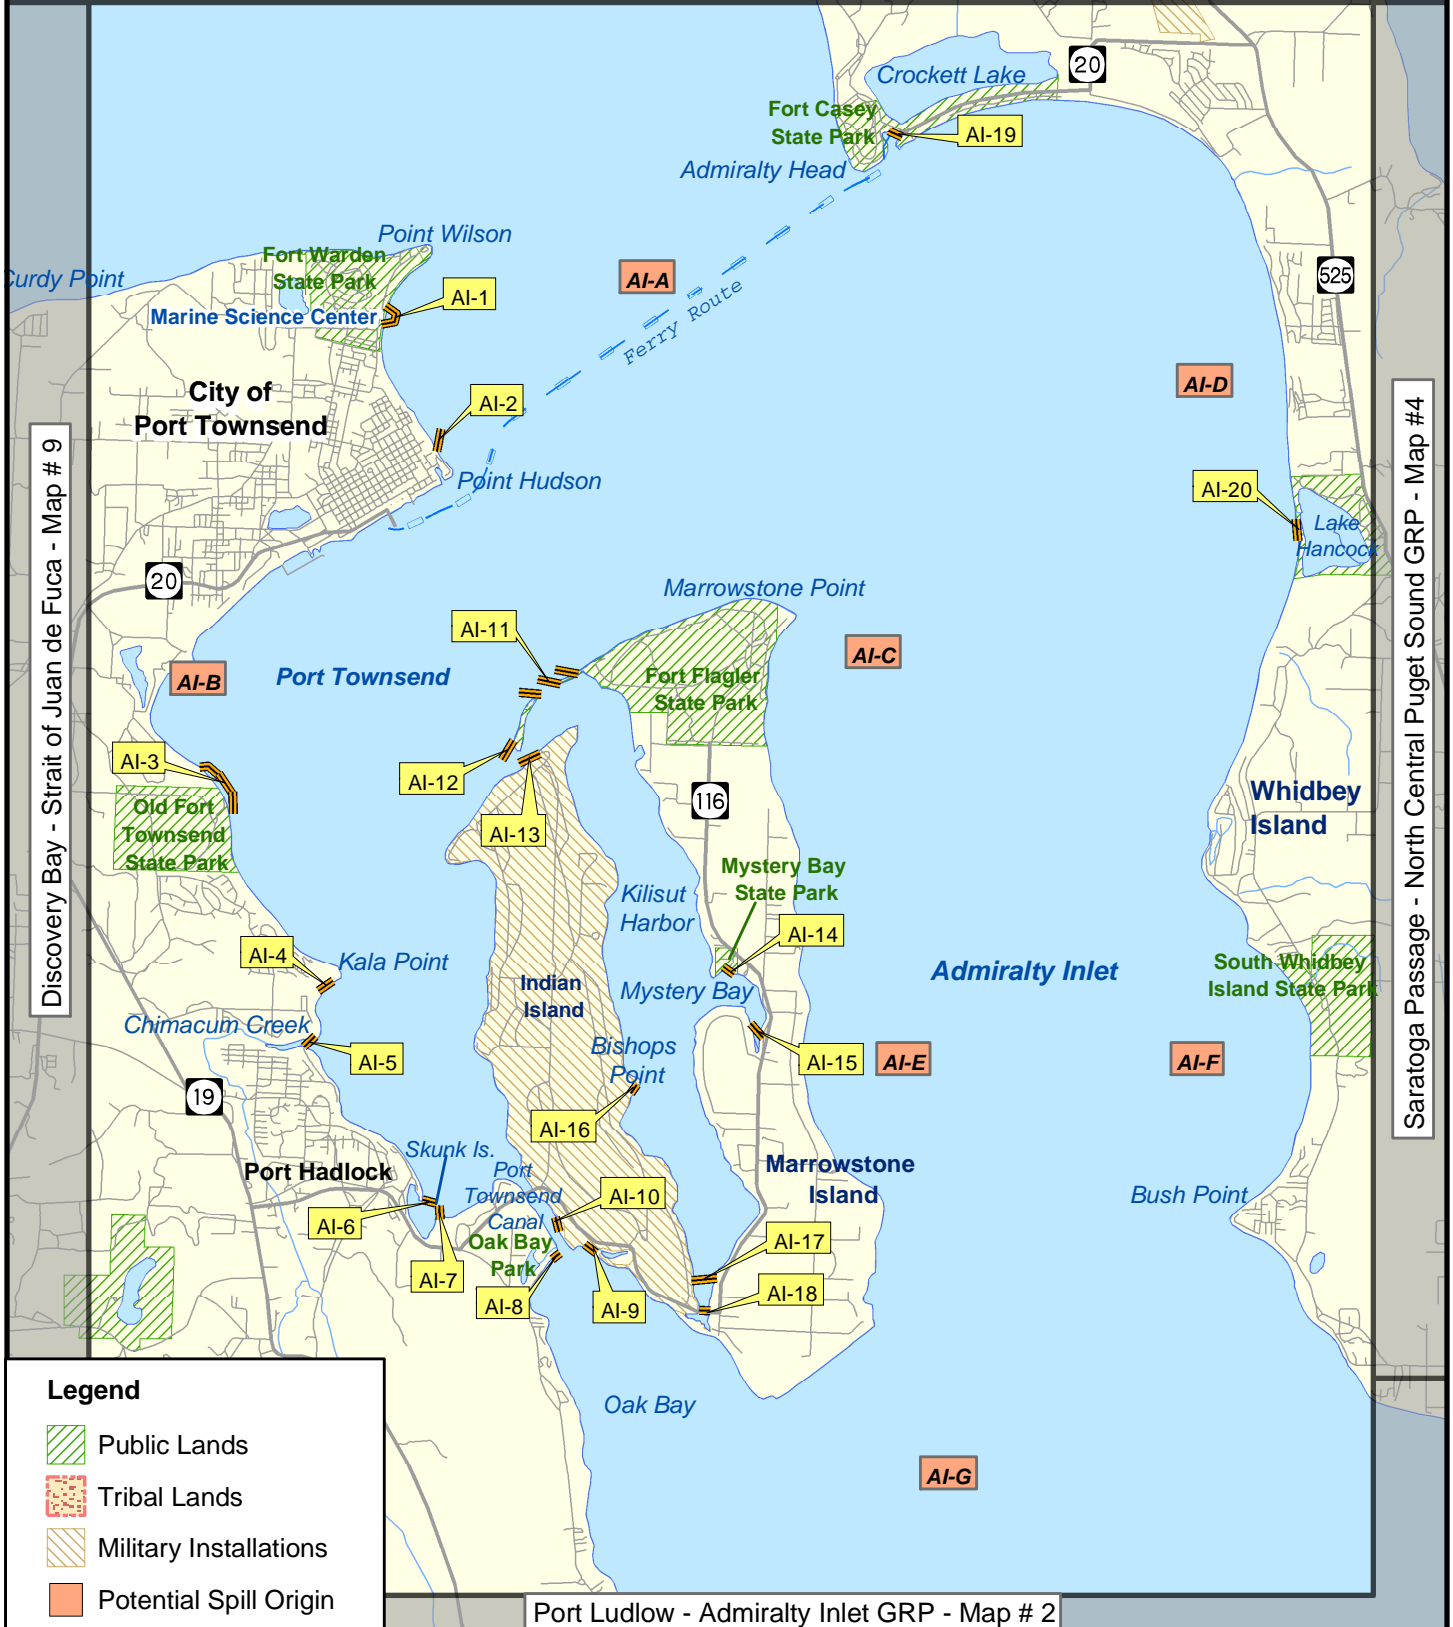 Crockett Lake
20
Fort Casey
State Park
AI-19
Admiralty Head
Point Wilson
Fort Warden
State Park
Curdy Point
AI-A
AI-1
525
Marine Science Center
Ferry Route
City of
Port Townsend
AI-D
AI-2
Point Hudson
AI-20
Lake
Hancock
20
Marrowstone Point
AI-11
AI-C
Port Townsend
AI-B
Fort Flagler
State Park
AI-3
AI-12
116
Whidbey
Island
Old Fort
Townsend
State Park
AI-13
Mystery Bay
State Park
Kilisut
Harbor
AI-14
AI-4
Kala Point
Indian
Island
Mystery Bay
Admiralty Inlet
South Whidbey
Island State Park
Chimacum Creek
AI-5
Bishops
Point
AI-15
AI-E
AI-F
19
AI-16
Skunk Is.
Port Hadlock
Port
Townsend
Canal
Marrowstone
Island
AI-10
Bush Point
AI-6
Oak Bay
Park
AI-17
AI-7
AI-8
AI-9
AI-18
Oak Bay
AI-G
Discovery Bay - Strait of Juan de Fuca - Map # 9
Saratoga Passage - North Central Puget Sound GRP - Map #4
Legend
Public Lands
Tribal Lands
Military Installations
Potential Spill Origin
Port Ludlow - Admiralty Inlet GRP - Map # 2